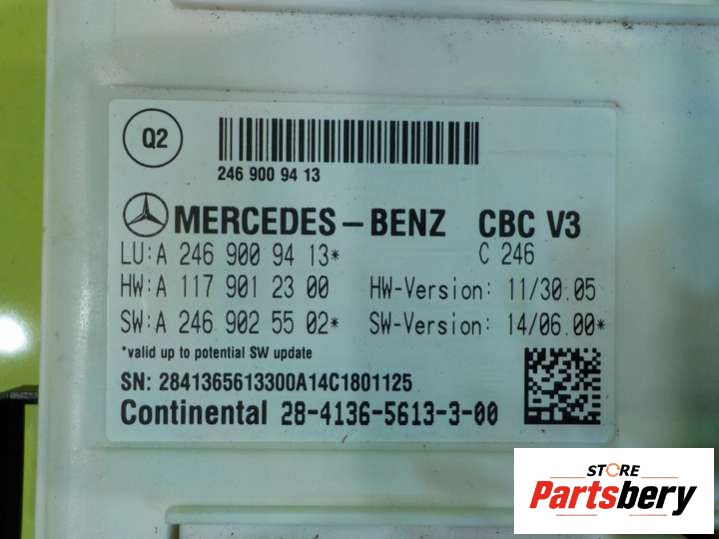 Q2
246 900 94 13
MERCEDES-BENZ CBC V3
LU:A 246 900 94 13* C 246
HW:A 117 901 23 00 HW-Version: 11/30.05
SW:A 246 902 55 02* SW-Version: 14/06.00*
*valid up to potential SW update
SN: 2841365613300A14C1801125
Continental 28-4136-5613-3-00
STORE
Partsbery